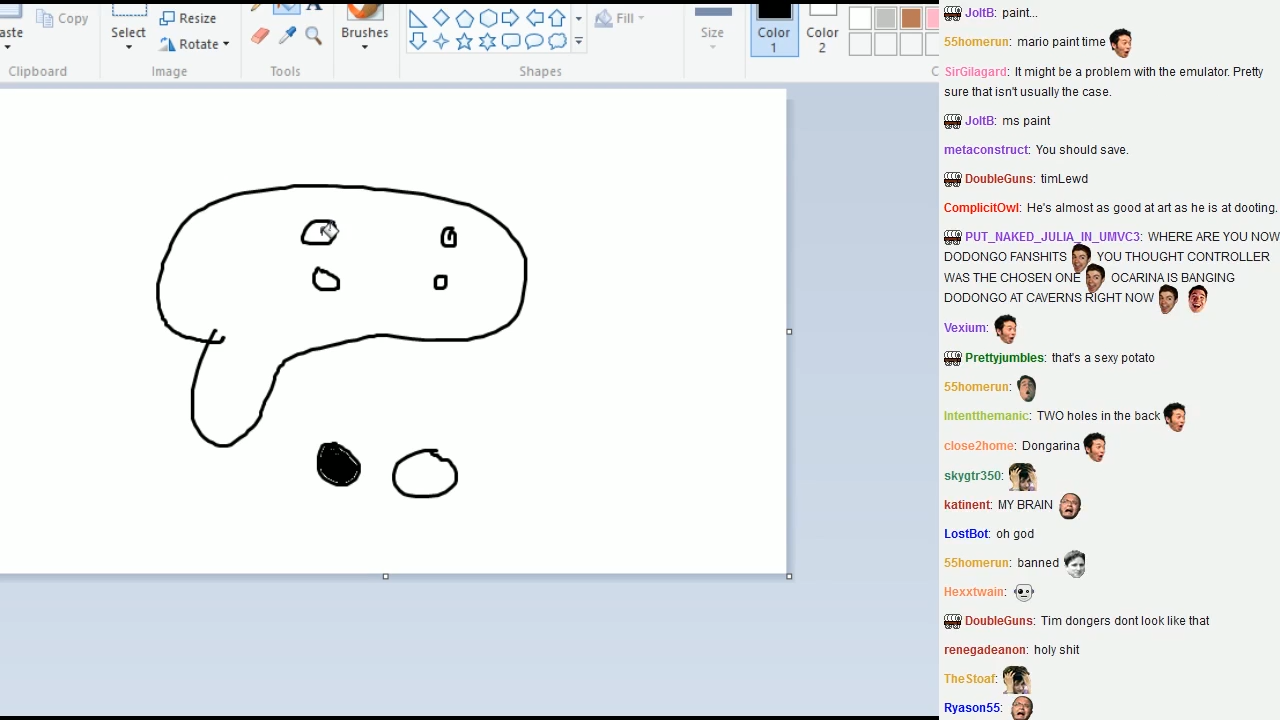 aste
Copy
Clipboard
Select
Resize
Rotate
Image
A
Tools
Brushes
Fill
Shapes
Size
Color
1
Color
2
C
JoltB: paint...
55homerun: mario paint time
SirGilagard: It might be a problem with the emulator. Pretty
sure that isn't usually the case.
JoltB: ms paint
metaconstruct: You should save.
DoubleGuns: timLewd
ComplicitOwl: He's almost as good at art as he is at dooting.
PUT_NAKED_JULIA_IN_UMVC3: WHERE ARE YOU NOW
DODONGO FANSHITS YOU THOUGHT CONTROLLER
WAS THE CHOSEN ONE OCARINA IS BANGING
DODONGO AT CAVERNS RIGHT NOW
Vexium:
Prettyjumbles: that's a sexy potato
55homerun:
Intentthemanic: TWO holes in the back
close2home: Dongarina
skygtr350:
katinent: MY BRAIN
LostBot: oh god
55homerun: banned
Hexxtwain:
DoubleGuns: Tim dongers dont look like that
renegadeanon: holy shit
TheStoaf:
Ryason55: